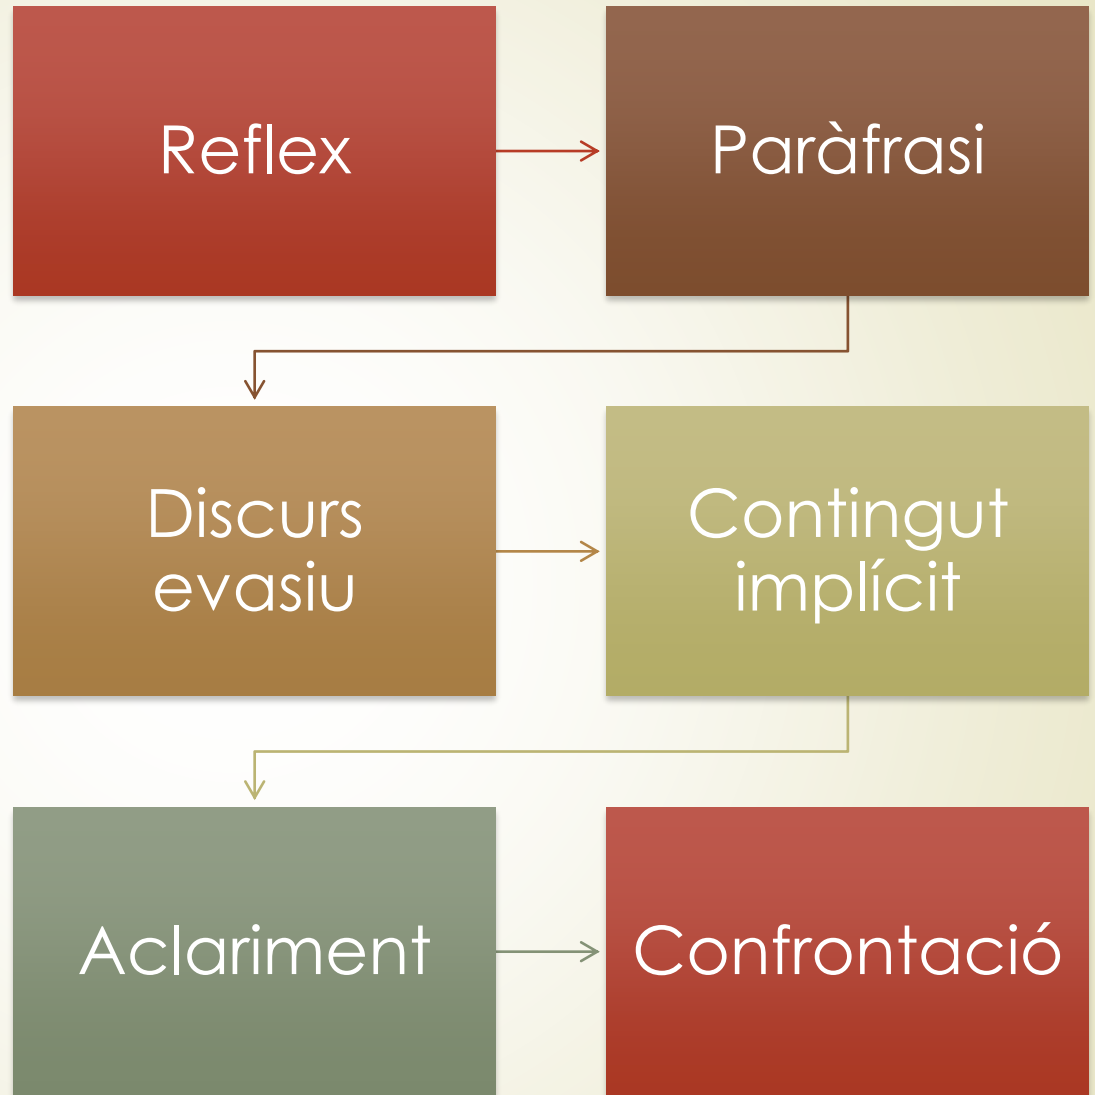 Reflex
Paràfrasi
Discurs
evasiu
Contingut
implícit
Aclariment
Confrontació